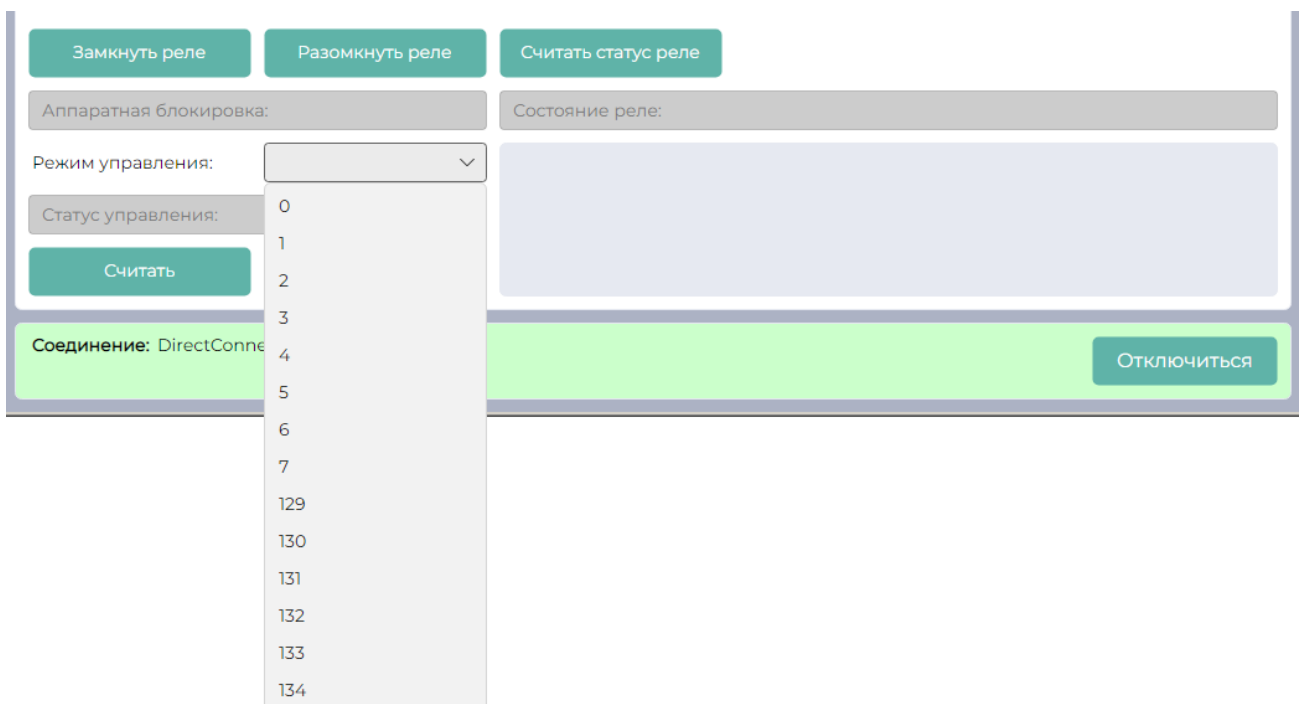 Замкнуть реле
Разомкнуть реле
Считать статус реле
Аппаратная блокировка:
Состояние реле:
Режим управления:
Статус управления:
Считать
0
1
2
3
4
5
6
7
129
130
131
132
133
134
Соединение: DirectConne
Отключиться